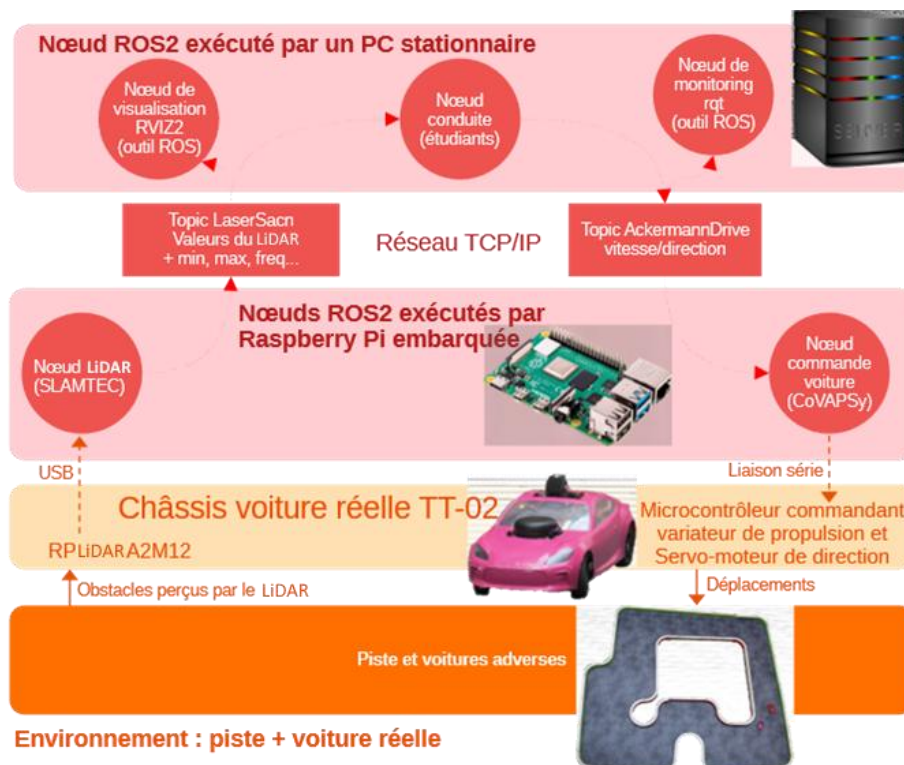 Nœud ROS2 exécuté par un PC stationnaire
Nœud de
visualisation
RVIZ2
(outil ROS)
Nœud
conduite
(étudiants)
Nœud de
monitoring
rqt
(outil ROS)
Topic LaserSacn
Valeurs du LiDAR
+ min, max, freq...
Réseau TCP/IP
Topic AckermannDrive
vitesse/direction
Nœuds ROS2 exécutés par
Raspberry Pi embarquée
Nœud LiDAR
(SLAMTEC)
Nœud
commande
voiture
(CoVAPSy)
USB
Liaison série
Châssis voiture réelle TT-02
RPLiDAR A2M12
Microcontrôleur commandant
variateur de propulsion et
Servo-moteur de direction
Obstacles perçus par le LiDAR
Déplacements
Piste et voitures adverses
Environnement : piste + voiture réelle